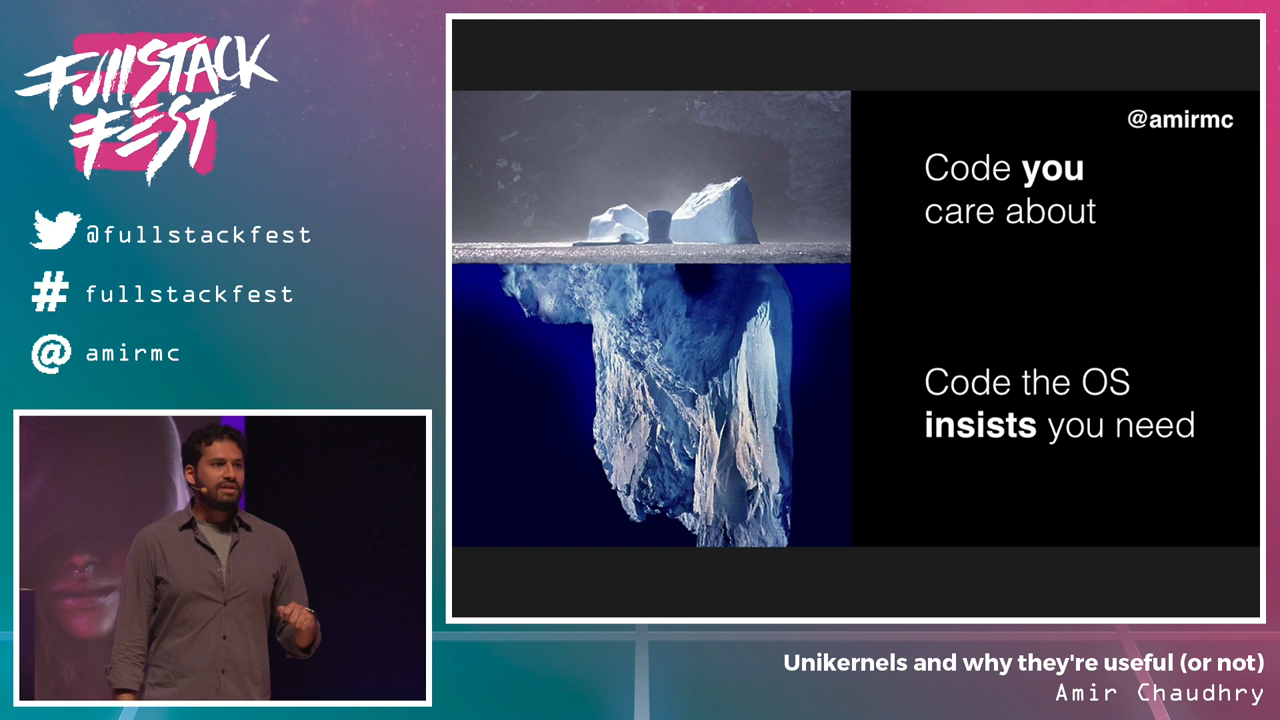 FullSTACK
FEST
@fullstackfest
# fullstackfest
@ amirmc
@amirmc
Code you
care about
Code the OS
insists you need
Unikernels and why they're useful (or not)
Amir Chaudhry